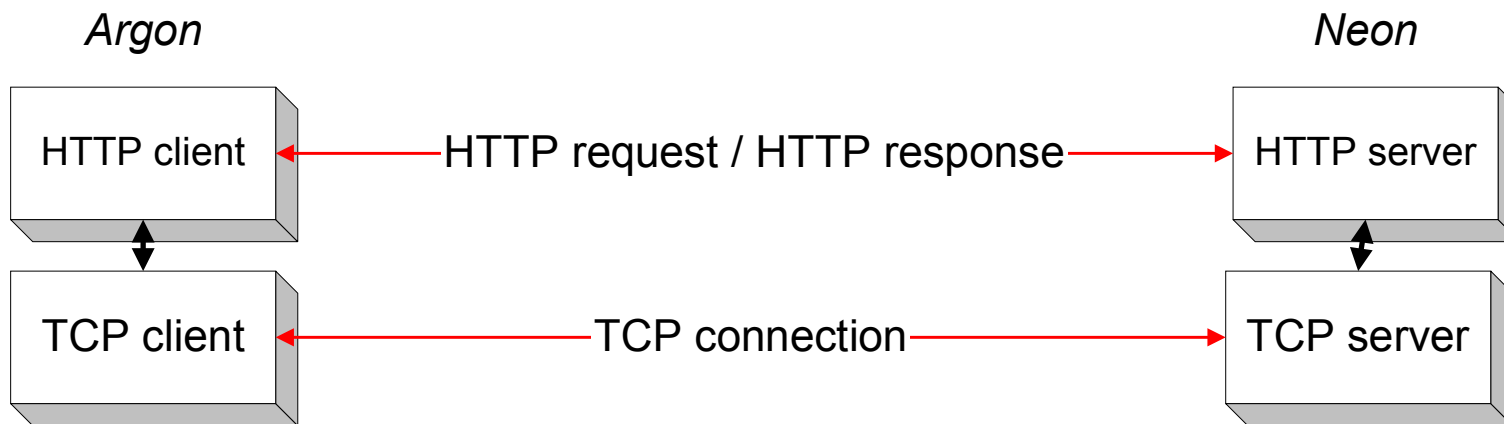 Argon
Neon
HTTP client
HTTP request / HTTP response
HTTP server
TCP client
TCP connection
TCP server